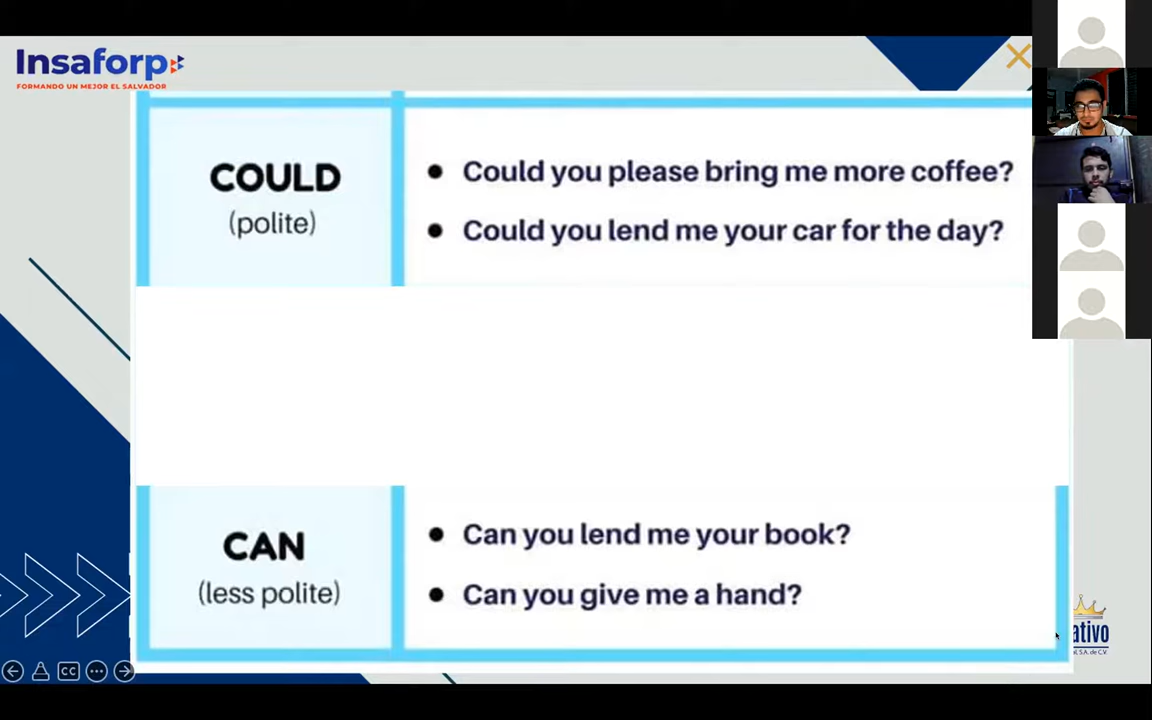 Insaforp
FORMANDO UN MEJOR EL SALVADOR
COULD
(polite)
Could you please bring me more coffee?
Could you lend me your car for the day?
CAN
(less polite)
Can you lend me your book?
Can you give me a hand?
ativo
S.A. de C.V.
CC